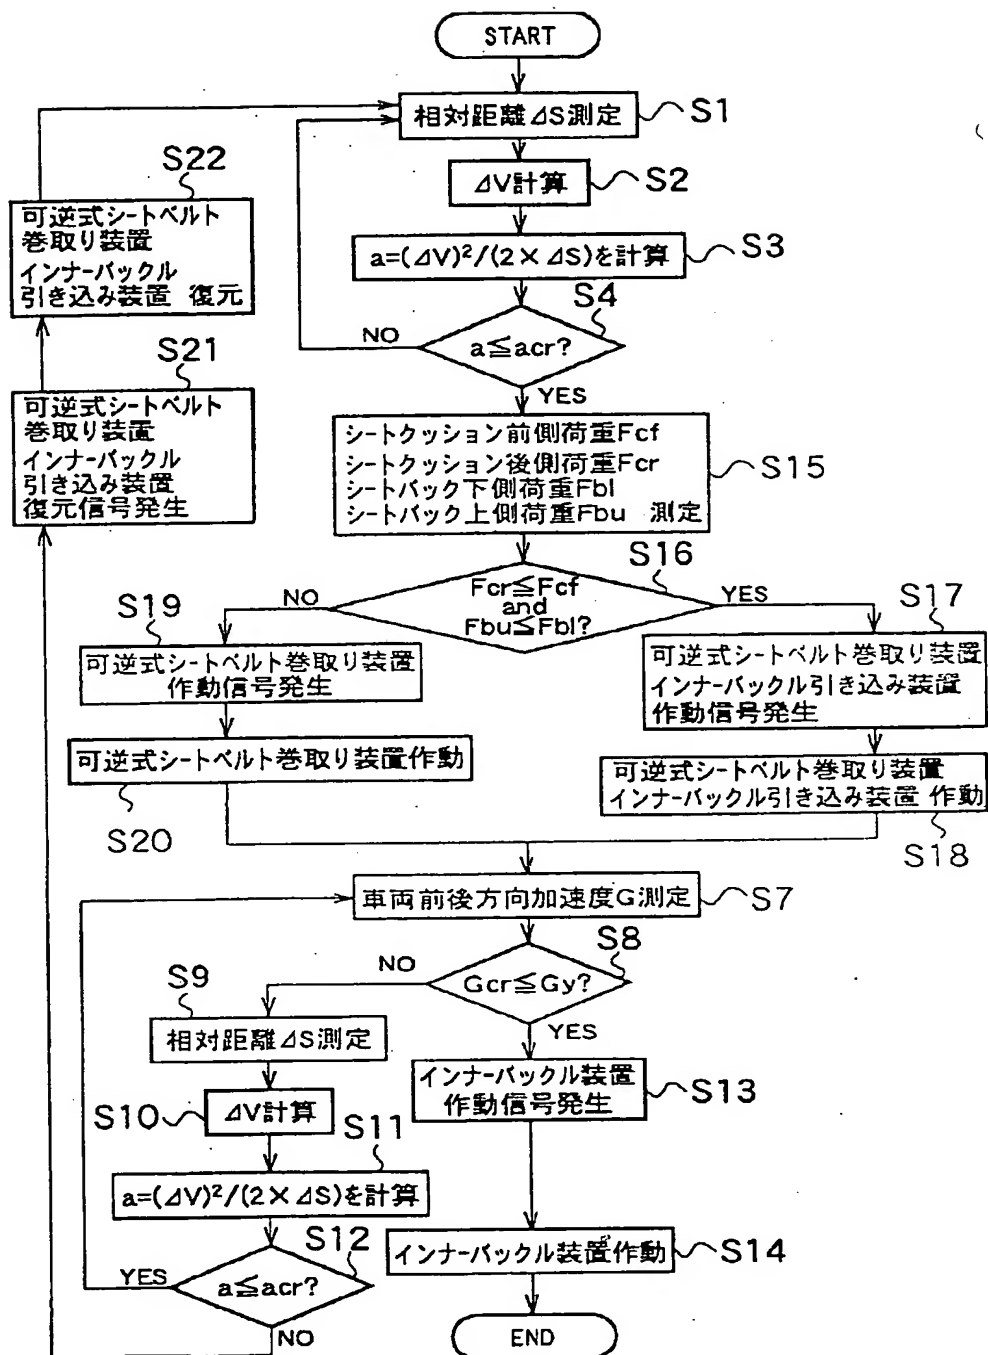 START
相対距離⊿S測定
S1
⊿V計算
S2
a=(⊿V)²/(2×⊿S)を計算
S3
S4
a≦acr?
NO
YES
S22
可逆式シートベルト
巻取り装置
インナーバックル
引き込み装置 復元
S21
可逆式シートベルト
巻取り装置
インナーバックル
引き込み装置
復元信号発生
シートクッション前側荷重Fcf
シートクッション後側荷重Fcr
シートバック下側荷重Fbl
シートバック上側荷重Fbu 測定
S15
S16
Fcr≦Fcf
and
Fbu≦Fbl?
NO
YES
S19
可逆式シートベルト巻取り装置
作動信号発生
S17
可逆式シートベルト巻取り装置
インナーバックル引き込み装置
作動信号発生
可逆式シートベルト巻取り装置作動
S20
可逆式シートベルト巻取り装置
インナーバックル引き込み装置 作動
S18
車両前後方向加速度G測定
S7
S8
Gcr≦Gy?
NO
YES
S9
相対距離⊿S測定
S10
⊿V計算
S11
a=(⊿V)²/(2×⊿S)を計算
S12
a≦acr?
YES
NO
インナーバックル装置
作動信号発生
S13
インナーバックル装置作動
S14
END